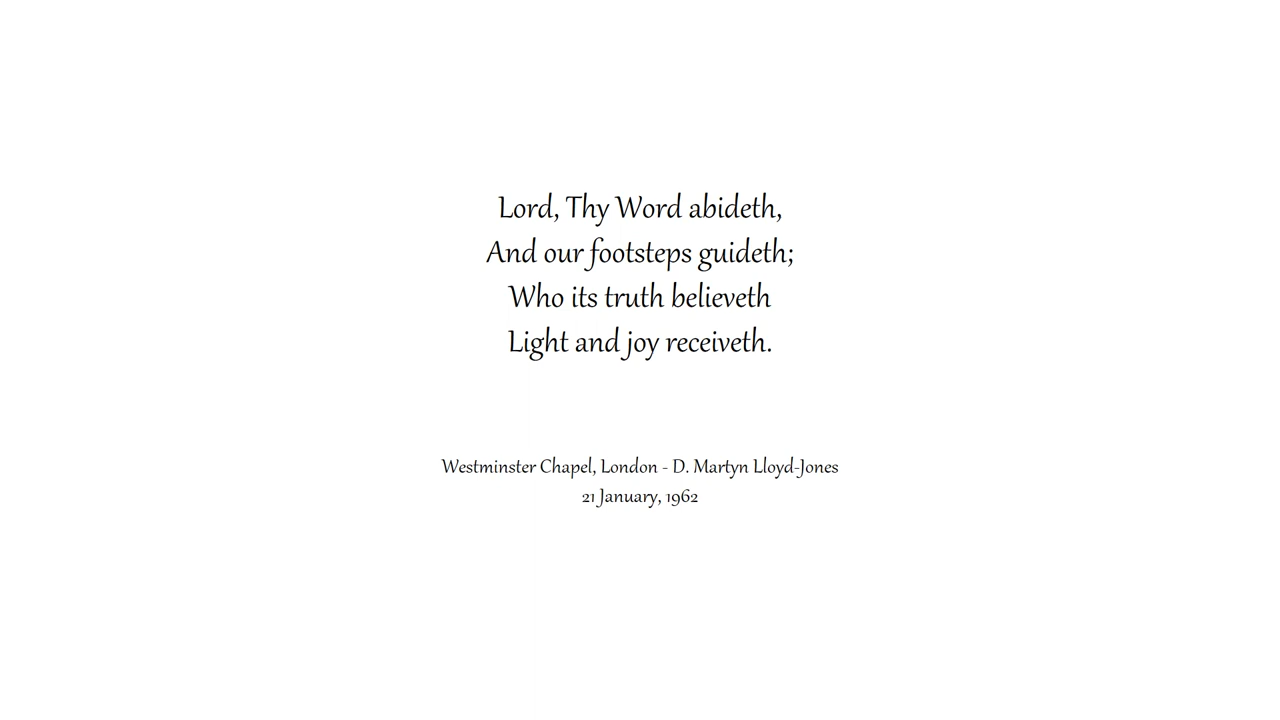 Lord, Thy Word abideth,
And our footsteps guideth;
Who its truth believeth
Light and joy receiveth.
Westminster Chapel, London - D. Martyn Lloyd-Jones
21 January, 1962